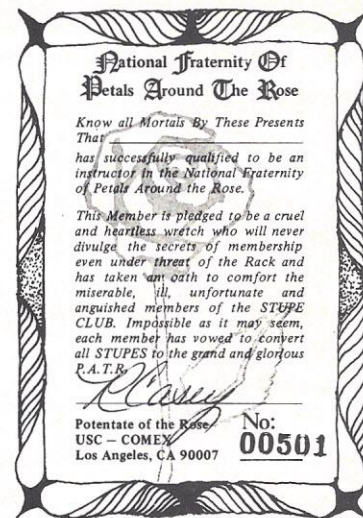 National Fraternity Of
Petals Around The Rose
Know all Mortals By These Presents
That
has successfully qualified to be an
instructor in the National Fraternity
of Petals Around the Rose.
This Member is pledged to be a cruel
and heartless wretch who will never
divulge the secrets of membership
even under threat of the Rack and
has taken am oath to comfort the
miserable, ill, unfortunate and
anguished members of the STUPE
CLUB. Impossible as it may seem,
each member has vowed to convert
all STUPES to the grand and glorious
P.A.T.R.
R Casey
Potentate of the Rose
USC – COMEX
Los Angeles, CA 90007
No:
00501